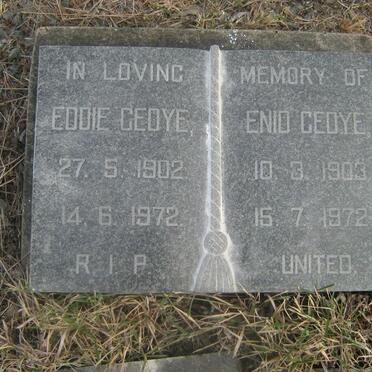 IN LOVING MEMORY OF
EDDIE GEDYE, ENID GEDYE,
27. 5. 1902. 10. 3. 1903.
14. 6. 1972. 15. 7. 1972.
R. I. P. UNITED.